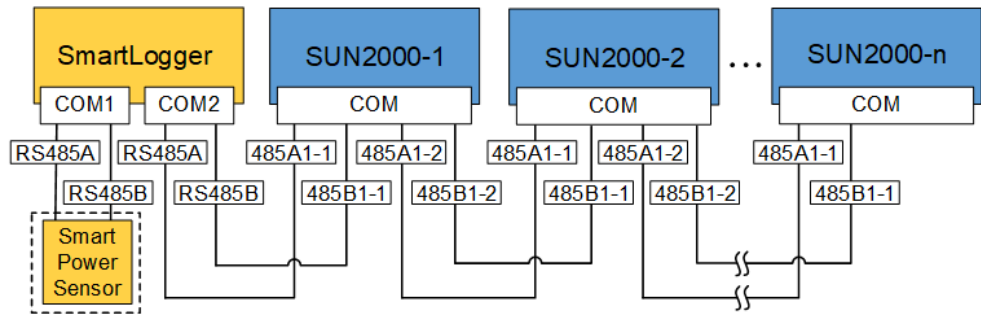 SmartLogger
SUN2000-1
SUN2000-2
...
SUN2000-n
COM1
COM2
COM
COM
COM
RS485A
RS485A
485A1-1
485A1-2
485A1-1
485A1-2
485A1-1
RS485B
RS485B
485B1-1
485B1-2
485B1-1
485B1-2
485B1-1
Smart
Power
Sensor